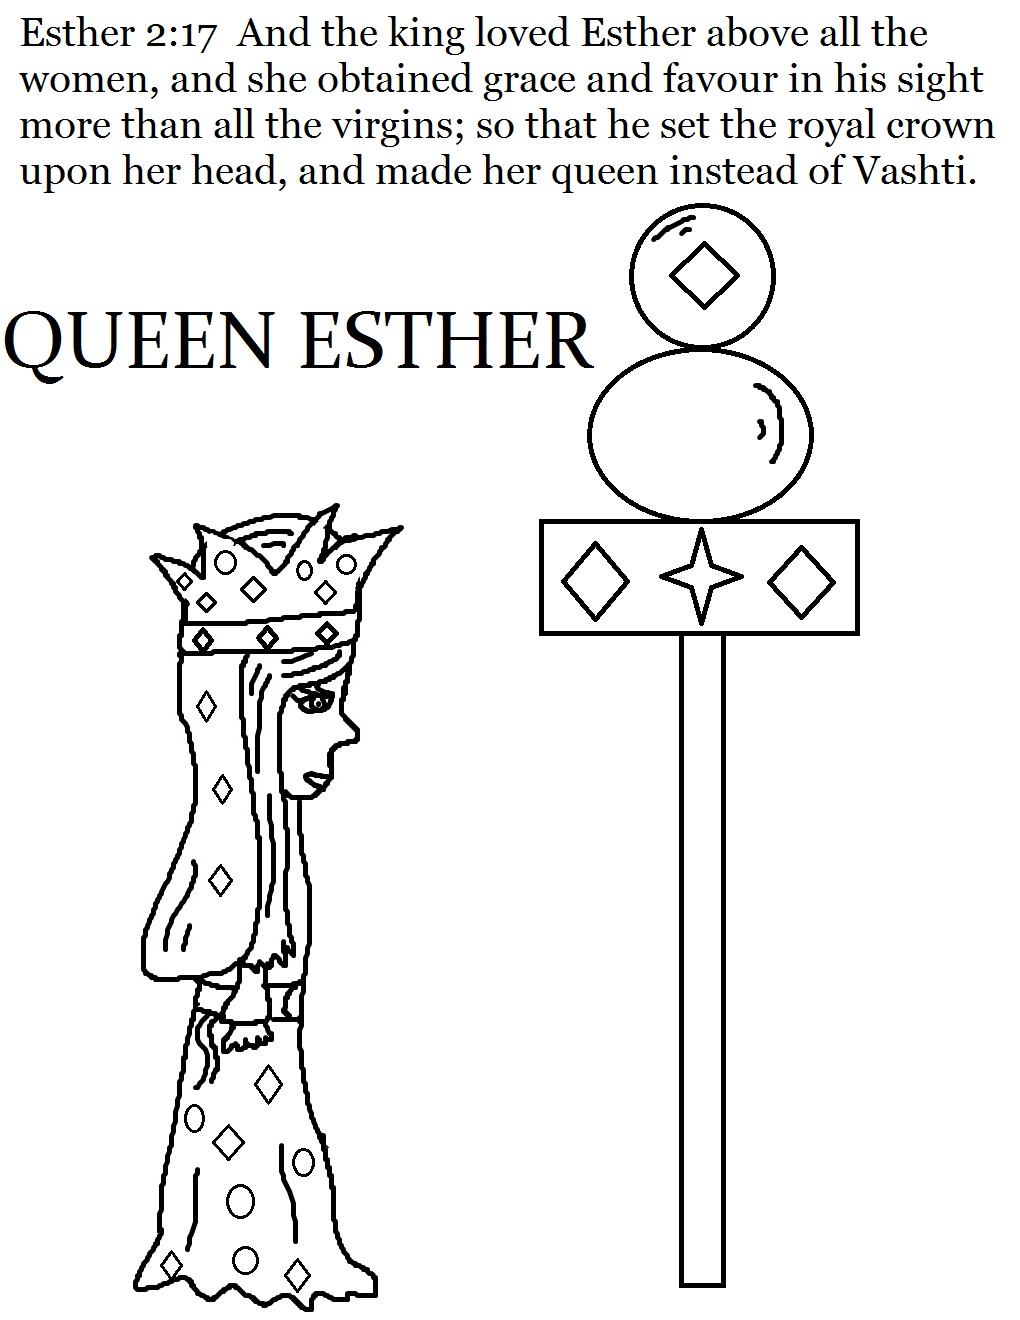 Esther 2:17  And the king loved Esther above all the
women, and she obtained grace and favour in his sight
more than all the virgins; so that he set the royal crown
upon her head, and made her queen instead of Vashti.
QUEEN ESTHER